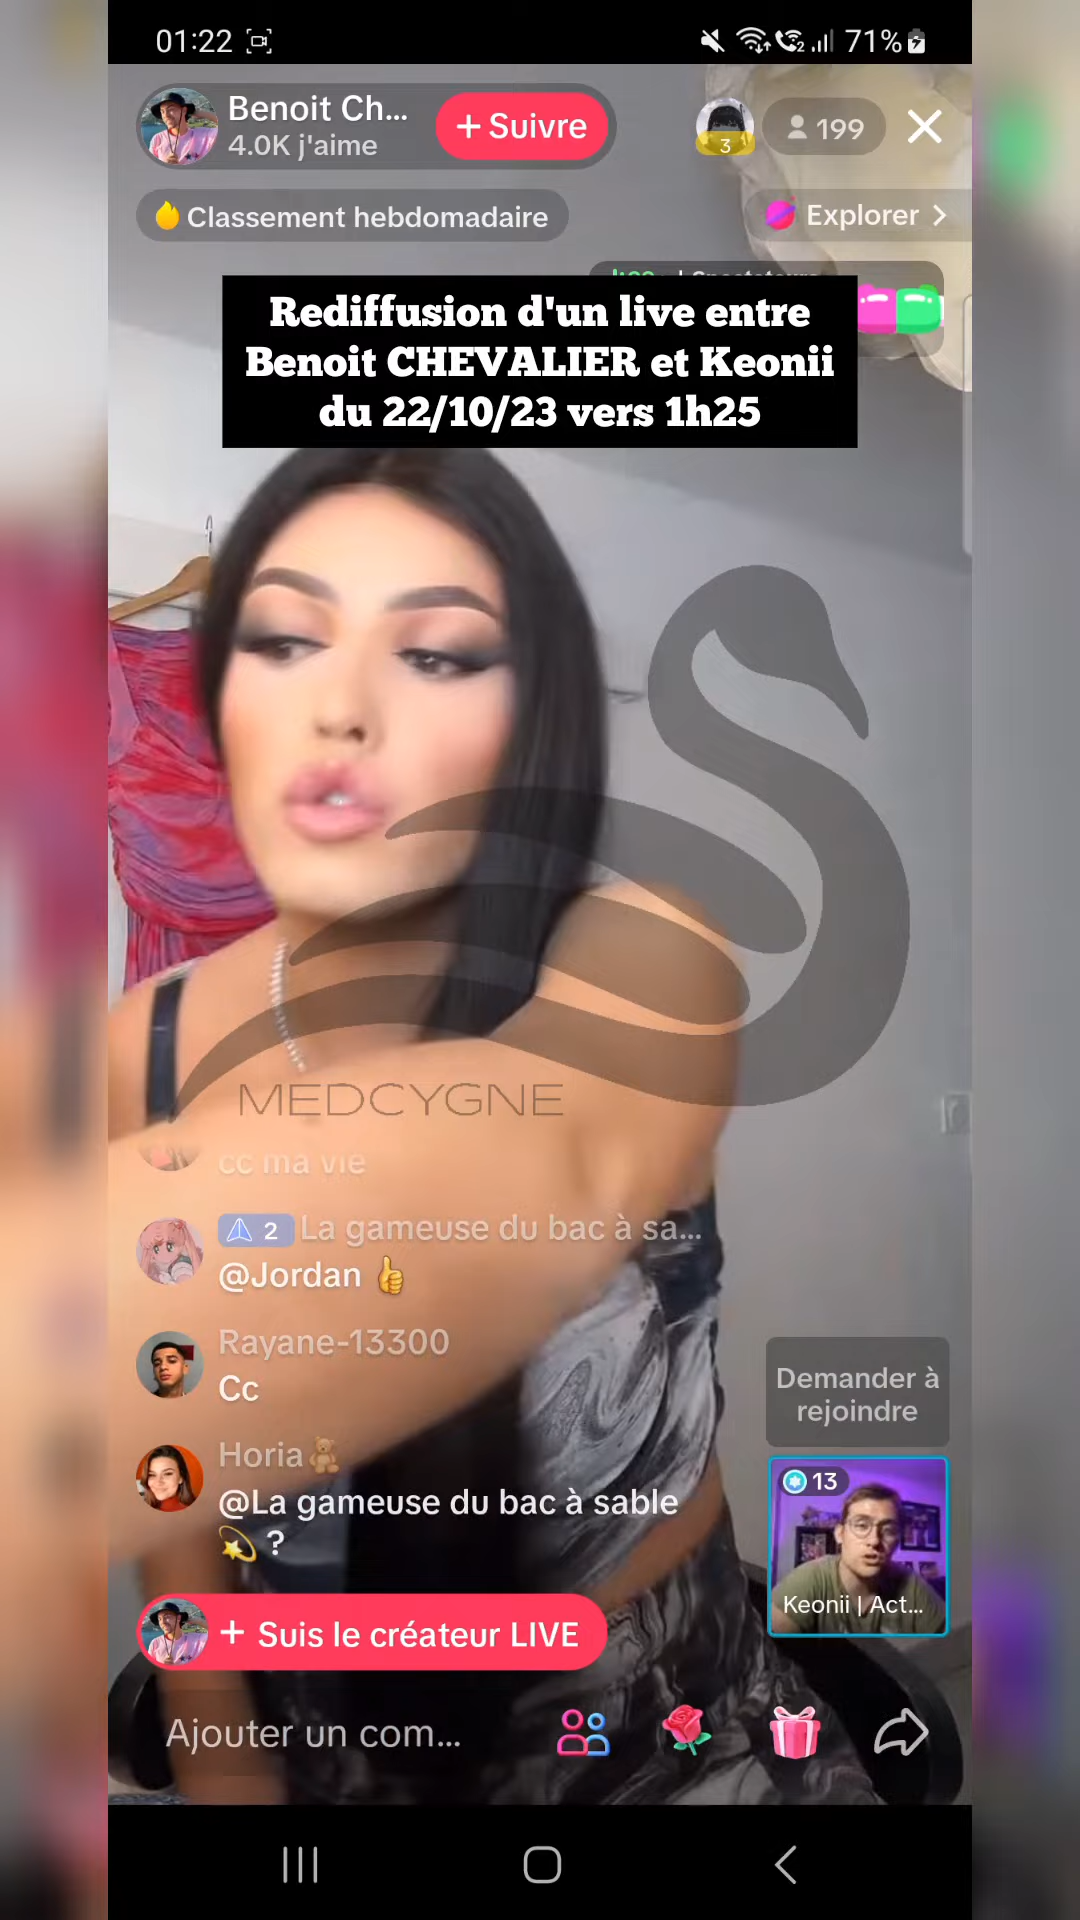 01:22
71%
Benoit Ch...
4.0K j'aime
+ Suivre
3
199
Classement hebdomadaire
Explorer >
Rediffusion d'un live entre
Benoit CHEVALIER et Keonii
du 22/10/23 vers 1h25
MEDCYGNE
cc ma vie
2 La gameuse du bac à sa...
@Jordan 👍
Rayane-13300
Cc
Horia🧸
@La gameuse du bac à sable
💫 ?
Demander à
rejoindre
13
Keonii | Act...
+ Suis le créateur LIVE
Ajouter un com...